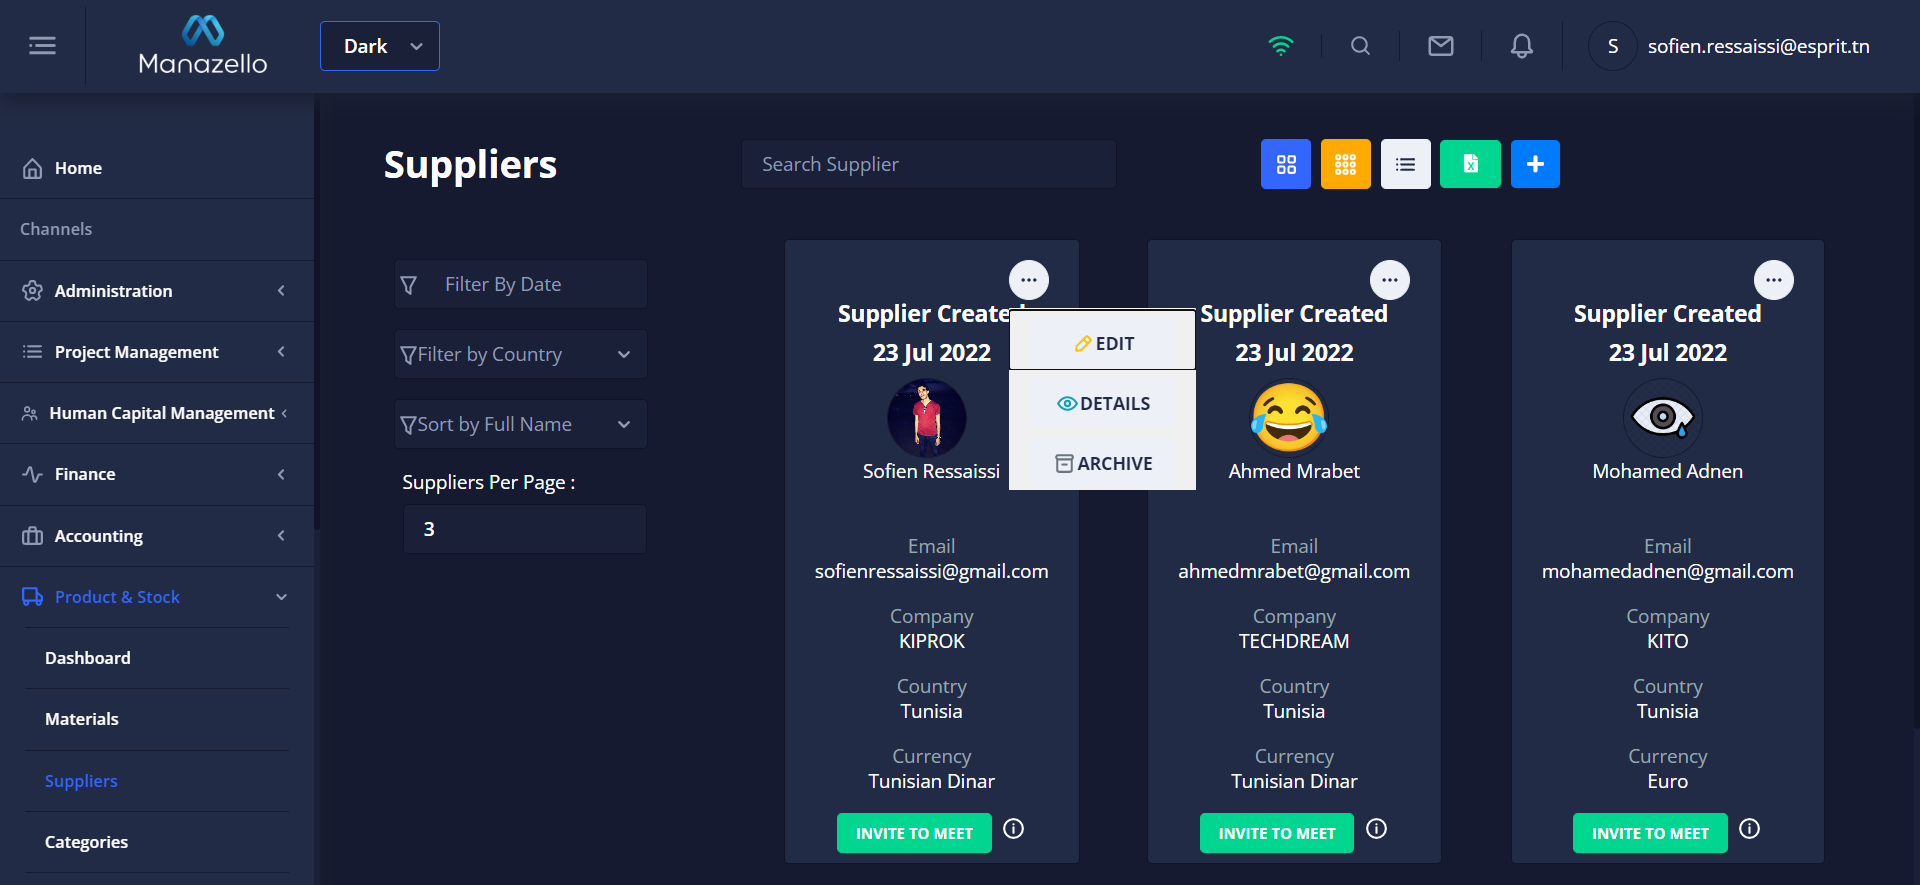 Manazello
Dark
S
sofien.ressaissi@esprit.tn
Home
Channels
Administration
Project Management
Human Capital Management
Finance
Accounting
Product & Stock
Dashboard
Materials
Suppliers
Categories
Suppliers
Search Supplier
Filter By Date
Filter by Country
Sort by Full Name
Suppliers Per Page :
3
Supplier Create
23 Jul 2022
Sofien Ressaissi
Email
sofienressaissi@gmail.com
Company
KIPROK
Country
Tunisia
Currency
Tunisian Dinar
INVITE TO MEET
EDIT
DETAILS
ARCHIVE
Supplier Created
23 Jul 2022
Ahmed Mrabet
Email
ahmedmrabet@gmail.com
Company
TECHDREAM
Country
Tunisia
Currency
Tunisian Dinar
INVITE TO MEET
Supplier Created
23 Jul 2022
Mohamed Adnen
Email
mohamedadnen@gmail.com
Company
KITO
Country
Tunisia
Currency
Euro
INVITE TO MEET